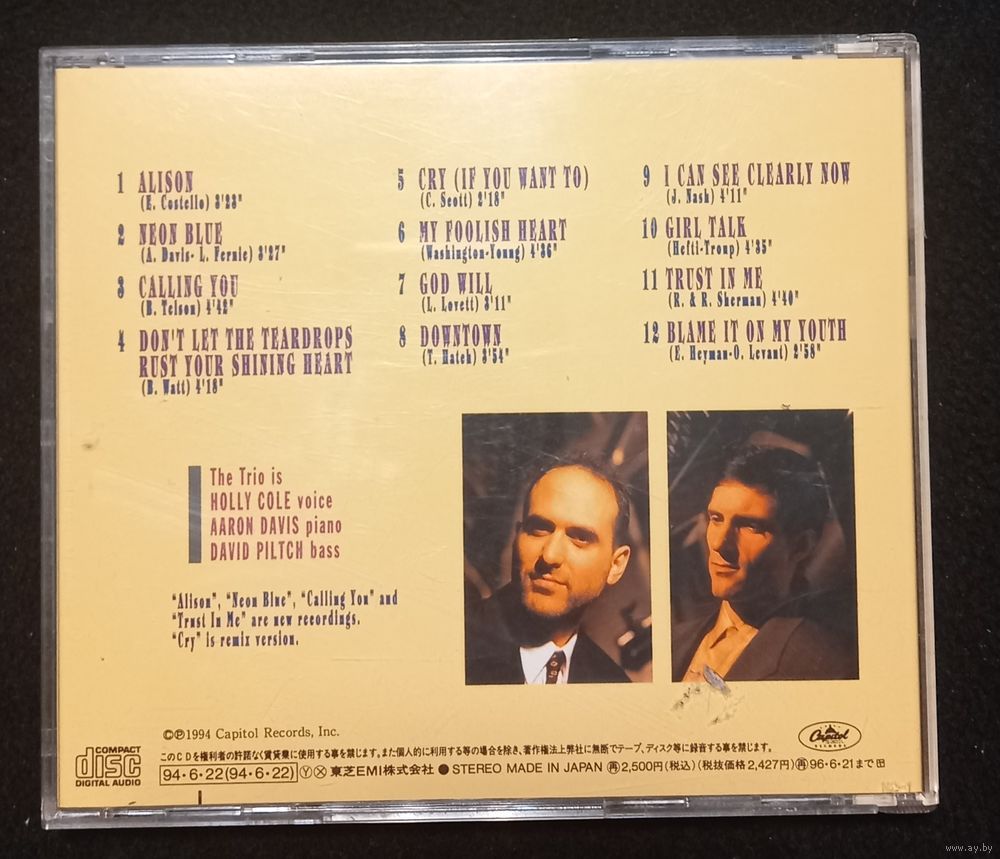 1 ALISON
(E. Costello) 3'23"
2 NEON BLUE
(A. Davis- L. Fernie) 3'27"
3 CALLING YOU
(B. Telson) 4'42"
4 DON'T LET THE TEARDROPS
RUST YOUR SHINING HEART
(B. Watt) 4'18"
5 CRY (IF YOU WANT TO)
(C. Scott) 2'18"
6 MY FOOLISH HEART
(Washington-Young) 4'36"
7 GOD WILL
(L. Lovett) 3'11"
8 DOWNTOWN
(T. Hatch) 3'54"
9 I CAN SEE CLEARLY NOW
(J. Nash) 4'11"
10 GIRL TALK
(Hefti-Troup) 4'35"
11 TRUST IN ME
(R. & R. Sherman) 4'40"
12 BLAME IT ON MY YOUTH
(E. Heyman-O. Levant) 2'58"
The Trio is
HOLLY COLE voice
AARON DAVIS piano
DAVID PILTCH bass
"Alison", "Neon Blue", "Calling You" and
"Trust In Me" are new recordings.
"Cry" is remix version.
©℗1994 Capitol Records, Inc.
このCDを権利者の許諾なく賃貸業に使用する事を禁じます。また個人的に利用する等の場合を除き、著作権法上弊社に無断でテープ、ディスク等に録音する事を禁じます。
94・6・22(94・6・22) Ⓨ Ⓧ 東芝EMI株式会社 ● STEREO MADE IN JAPAN ㊢2,500円(税込)(税抜価格2,427円)㊢96・6・21まで
COMPACT
disc
DIGITAL AUDIO
Capitol
RECORDS
www.ay.by